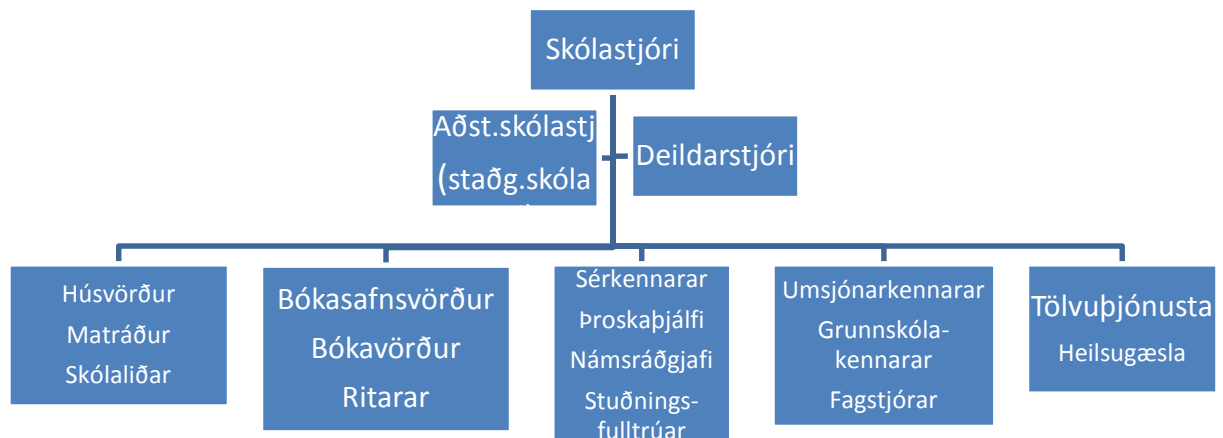 Skólastjóri
Aðst.skólastj
(staðg.skóla
Deildarstjóri
Húsvörður
Matráður
Skólaliðar
Bókasafnsvörður
Bókavörður
Ritarar
Sérkennarar
Þroskaþjálfi
Námsráðgjafi
Stuðnings-
fulltrúar
Umsjónarkennarar
Grunnskóla-
kennarar
Fagstjórar
Tölvuþjónusta
Heilsugæsla